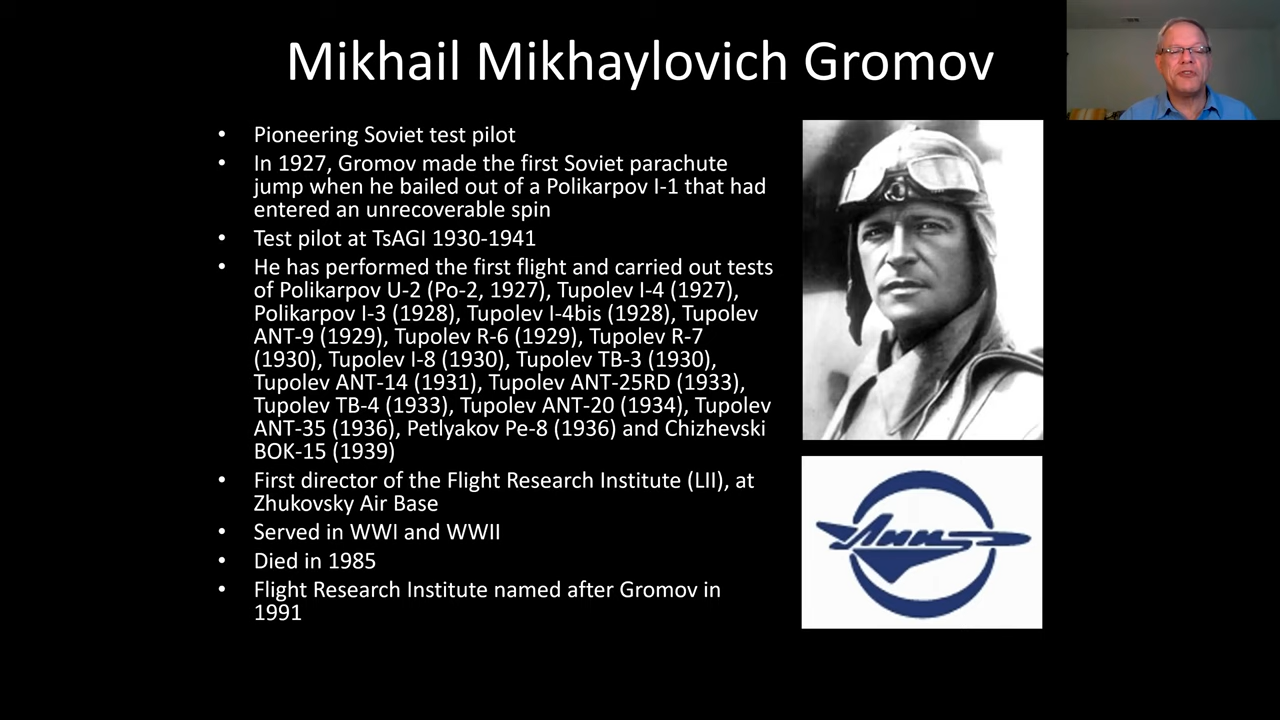 Mikhail Mikhaylovich Gromov
• Pioneering Soviet test pilot
• In 1927, Gromov made the first Soviet parachute
jump when he bailed out of a Polikarpov I-1 that had
entered an unrecoverable spin
• Test pilot at TsAGI 1930-1941
• He has performed the first flight and carried out tests
of Polikarpov U-2 (Po-2, 1927), Tupolev I-4 (1927),
Polikarpov I-3 (1928), Tupolev I-4bis (1928), Tupolev
ANT-9 (1929), Tupolev R-6 (1929), Tupolev R-7
(1930), Tupolev I-8 (1930), Tupolev TB-3 (1930),
Tupolev ANT-14 (1931), Tupolev ANT-25RD (1933),
Tupolev TB-4 (1933), Tupolev ANT-20 (1934), Tupolev
ANT-35 (1936), Petlyakov Pe-8 (1936) and Chizhevski
BOK-15 (1939)
• First director of the Flight Research Institute (LII), at
Zhukovsky Air Base
• Served in WWI and WWII
• Died in 1985
• Flight Research Institute named after Gromov in
1991
Лии